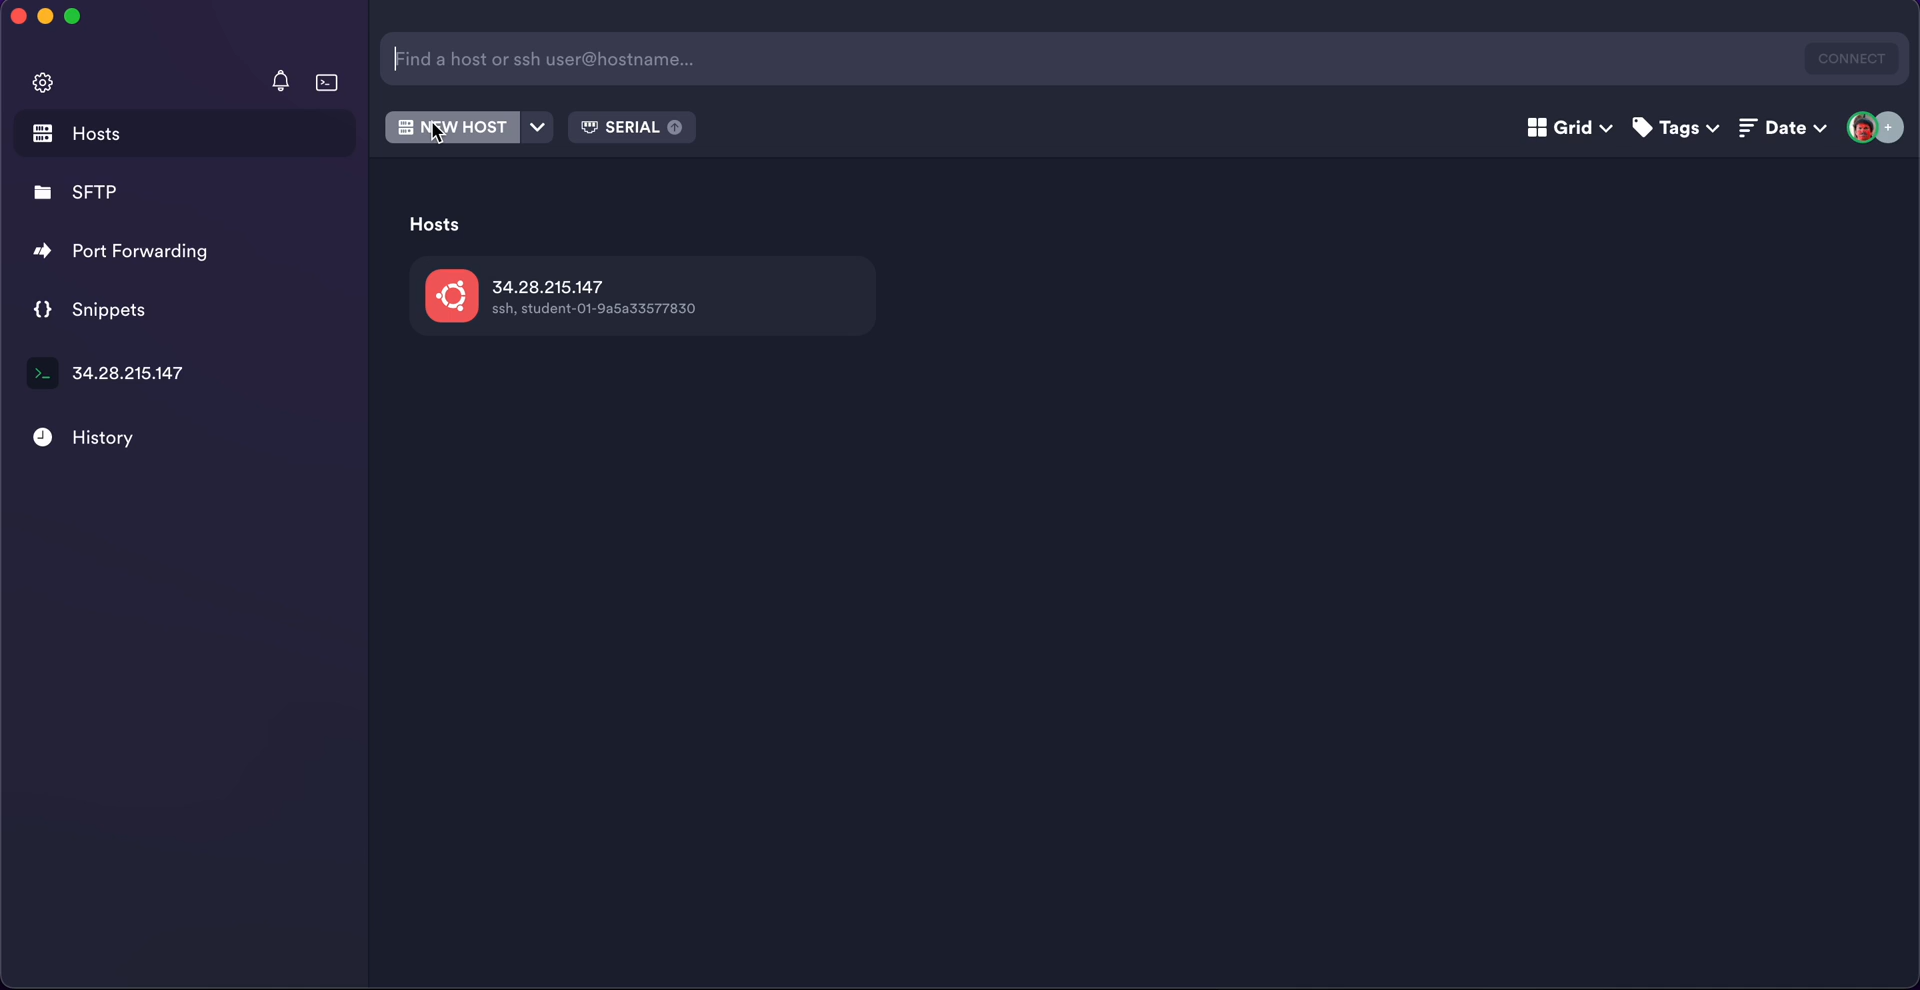 Find a host or ssh user@hostname...
CONNECT
Hosts
SFTP
Port Forwarding
Snippets
>_ 34.28.215.147
History
NEW HOST
SERIAL
Grid
Tags
Date
+
Hosts
34.28.215.147
ssh, student-01-9a5a33577830